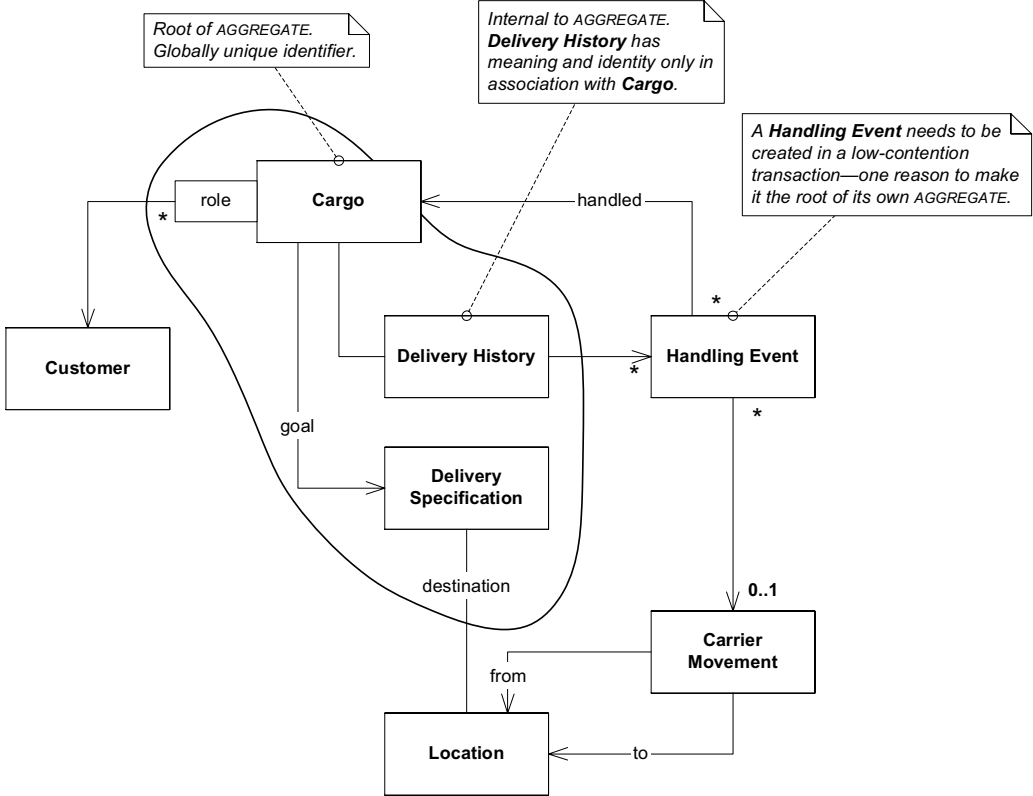 Root of AGGREGATE.
Globally unique identifier.
Internal to AGGREGATE.
Delivery History has
meaning and identity only in
association with Cargo.
A Handling Event needs to be
created in a low-contention
transaction—one reason to make
it the root of its own AGGREGATE.
role
Cargo
handled
*
*
Customer
Delivery History
*
Handling Event
*
goal
Delivery
Specification
destination
0..1
Carrier
Movement
from
Location
to